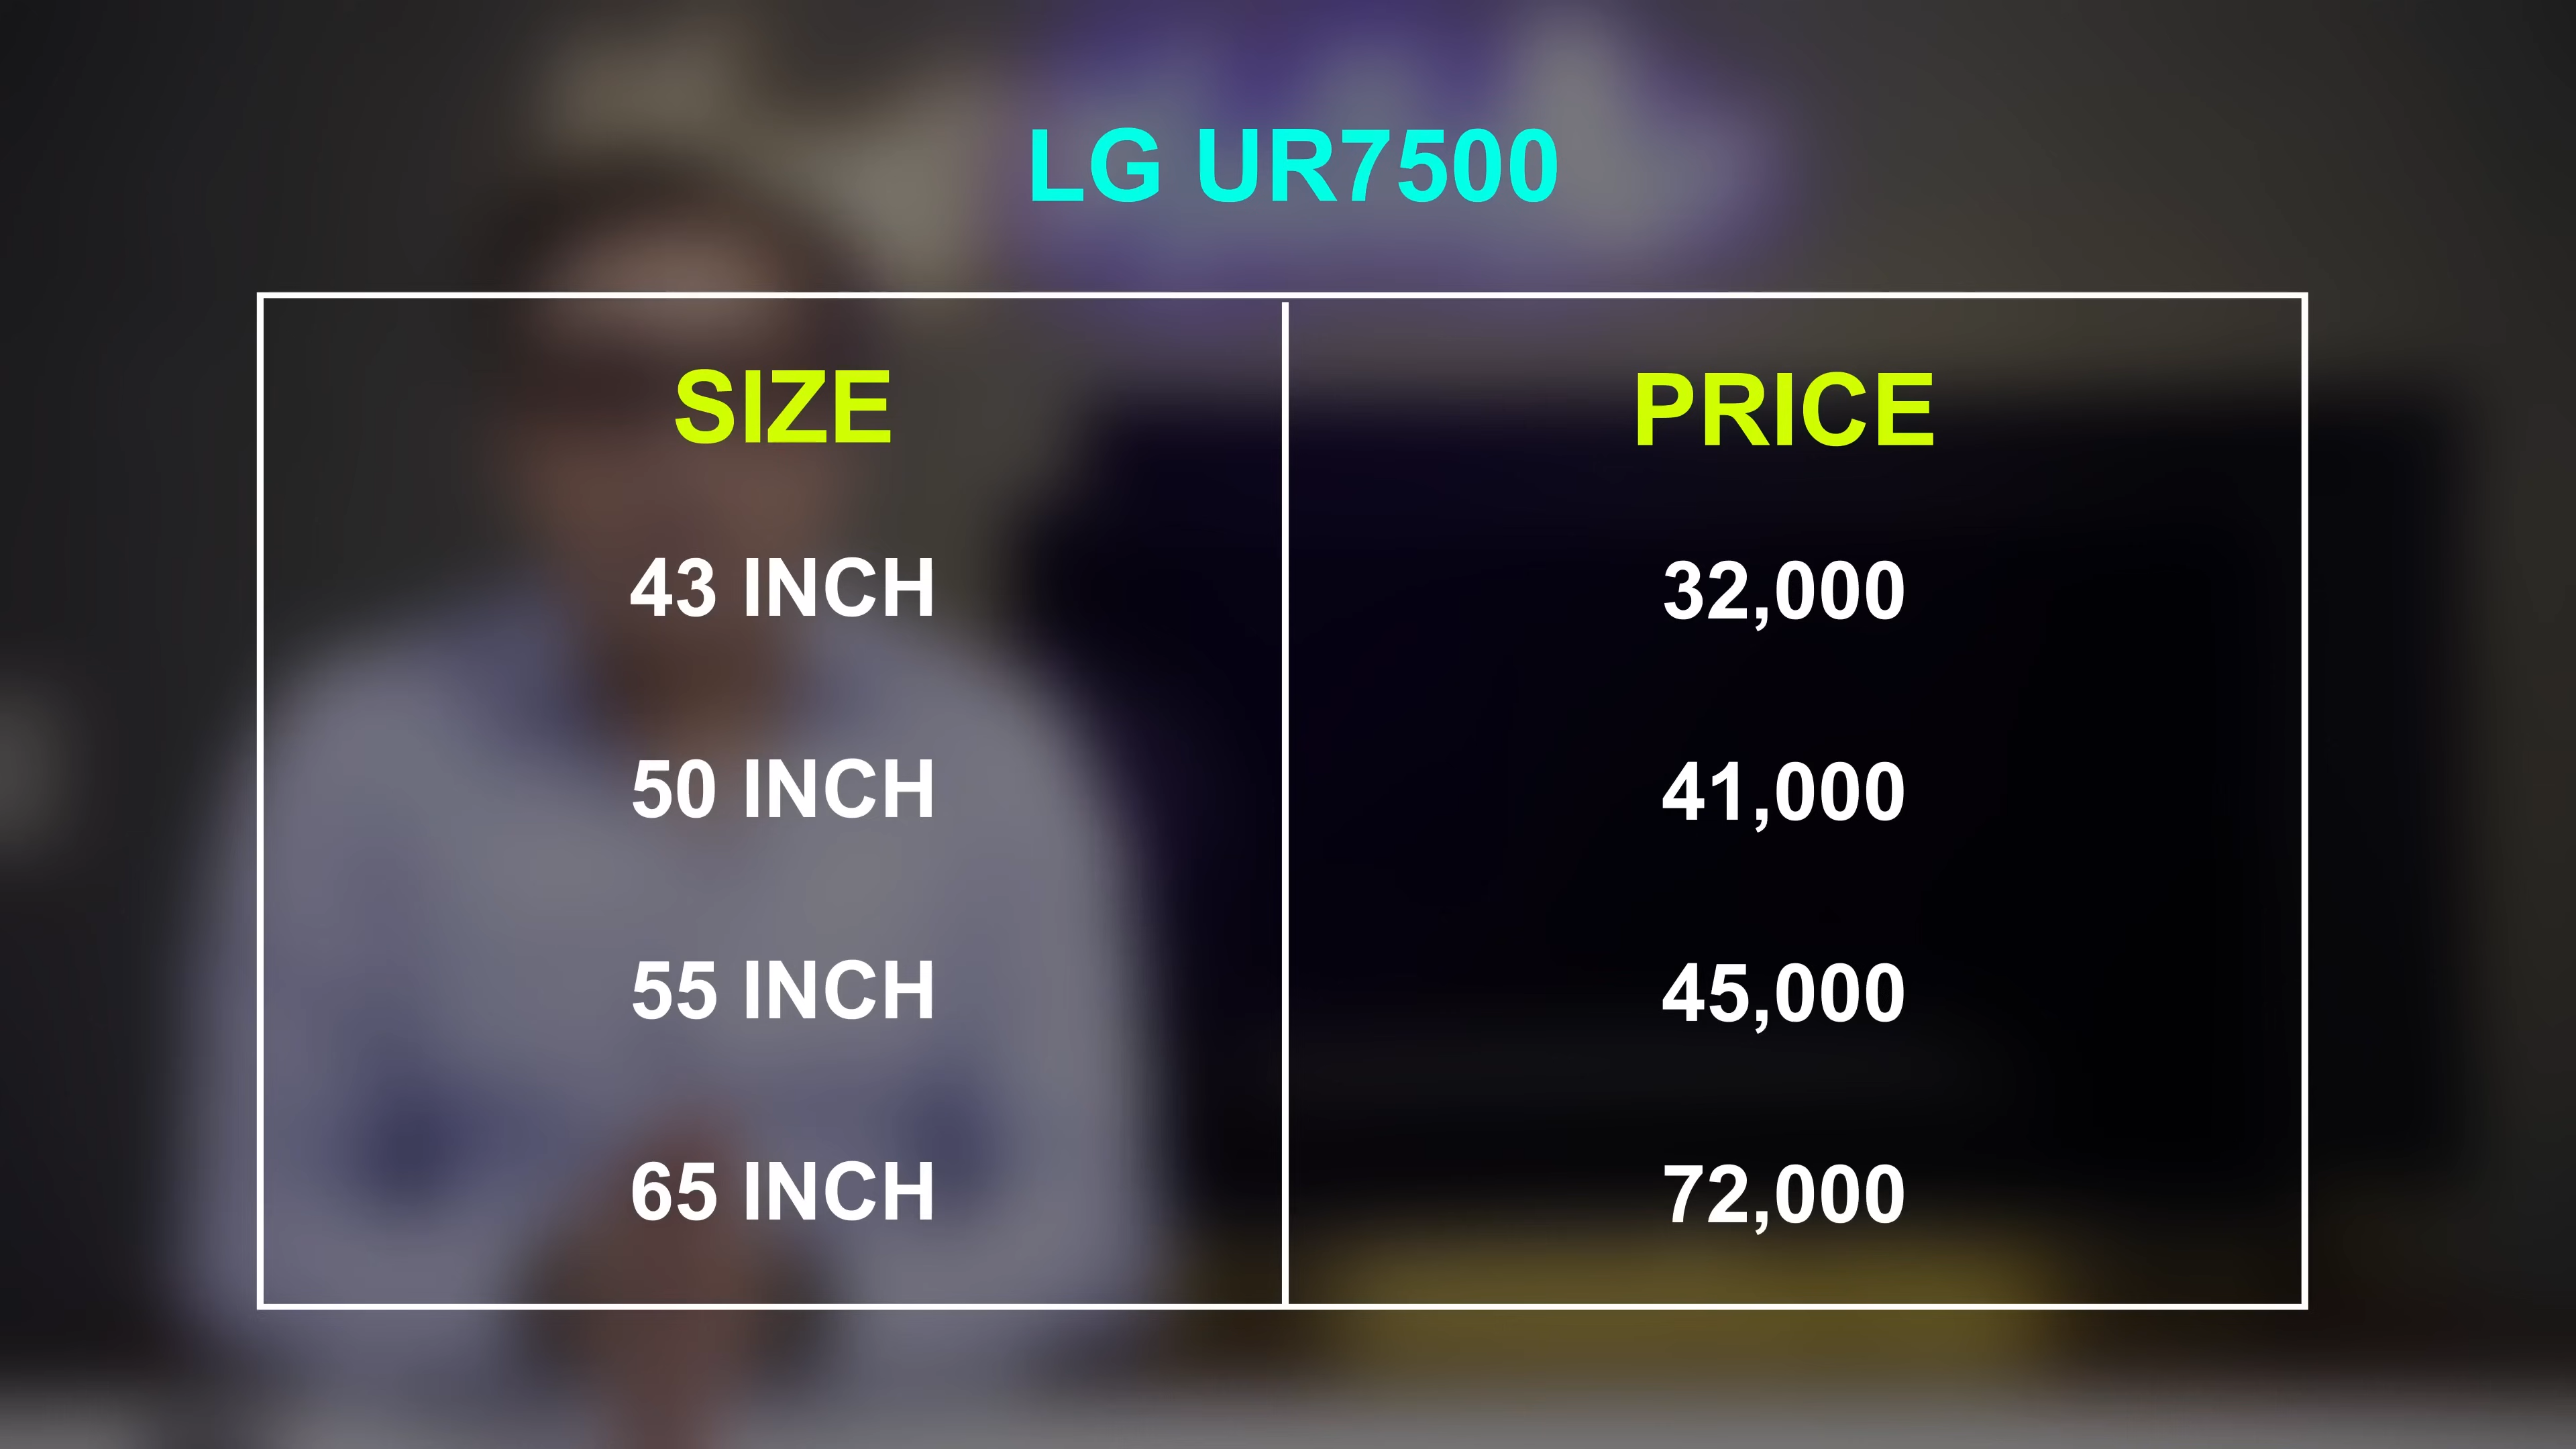 LG UR7500
SIZE PRICE
43 INCH 32,000
50 INCH 41,000
55 INCH 45,000
65 INCH 72,000